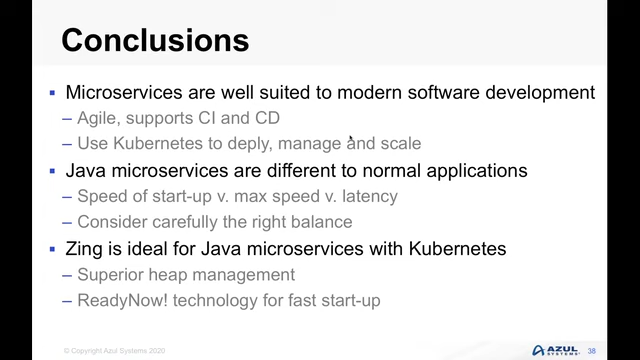 Conclusions
▪ Microservices are well suited to modern software development
– Agile, supports CI and CD
– Use Kubernetes to deply, manage and scale
▪ Java microservices are different to normal applications
– Speed of start-up v. max speed v. latency
– Consider carefully the right balance
▪ Zing is ideal for Java microservices with Kubernetes
– Superior heap management
– ReadyNow! technology for fast start-up
© Copyright Azul Systems 2020
AZUL
SYSTEMS
38